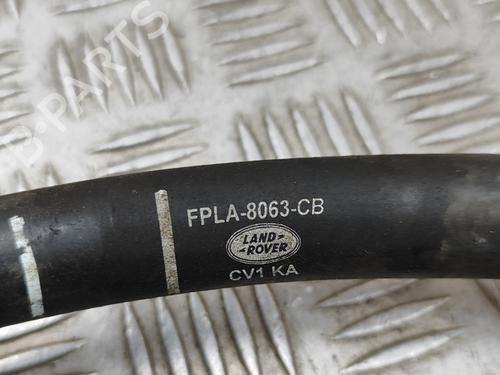 B-PARTS
FPLA-8063-CB
LAND-
-ROVER
CV1 KA